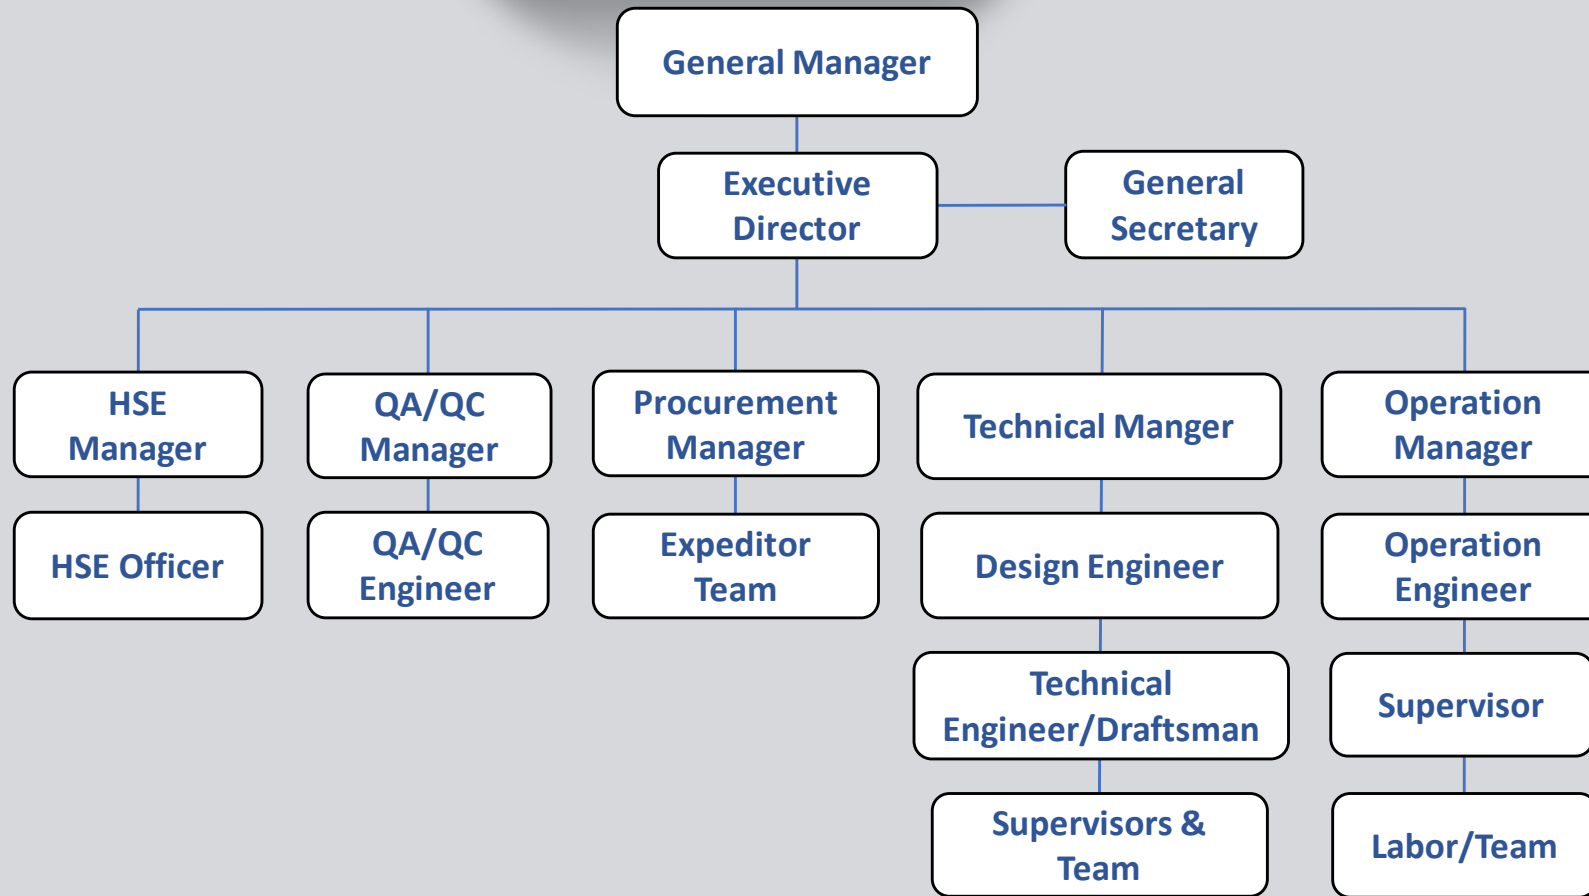 General Manager
Executive
Director
General
Secretary
HSE
Manager
QA/QC
Manager
Procurement
Manager
Technical Manger
Operation
Manager
HSE Officer
QA/QC
Engineer
Expeditor
Team
Design Engineer
Operation
Engineer
Technical
Engineer/Draftsman
Supervisor
Supervisors &
Team
Labor/Team